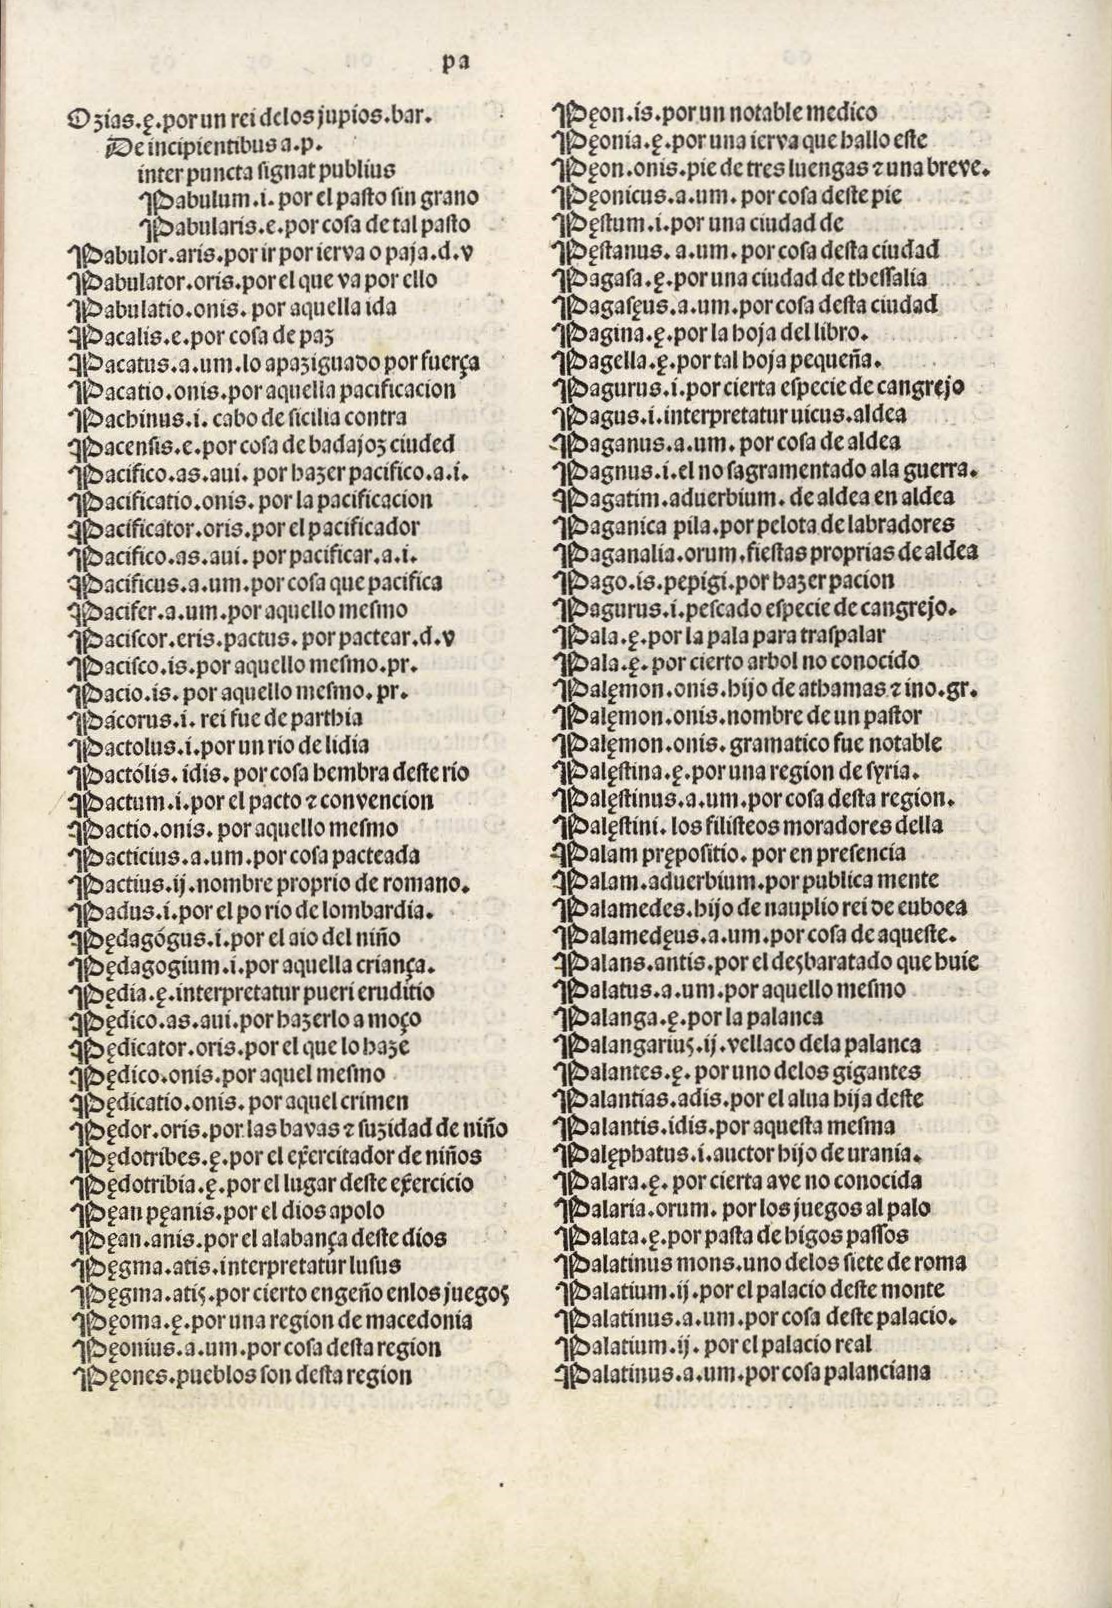 pa
Ozias.ę.por un rei delos jupios.bar.
De incipientibus a.p.
inter puncta signat publius
Pabulum.i.por el pasto sin grano
Pabularis.e.por cosa de tal pasto
Pabulor.aris.por ir por ierva o paja.d.v
Pabulator.oris.por el que va por ello
Pabulatio.onis.por aquella ida
Pacalis.e.por cosa de paz
Pacatus.a.um.lo apaziguado por fuerça
Pacatio.onis.por aquella pacificacion
Pachinus.i.cabo de sicilia contra
Pacensis.e.por cosa de badajoz ciuded
Pacifico.as.aui.por hazer pacifico.a.i.
Pacificatio.onis.por la pacificacion
Pacificator.oris.por el pacificador
Pacifico.as.aui.por pacificar.a.i.
Pacificus.a.um.por cosa que pacifica
Pacifer.a.um.por aquello mesmo
Paciscor.eris.pactus.por pactear.d.v
Pacisco.is.por aquello mesmo.pr.
Pacio.is.por aquello mesmo.pr.
Pácorus.i.rei fue de parthia
Pactolus.i.por un rio de lidia
Pactólis.idis.por cosa hembra deste rio
Pactum.i.por el pacto ⁊ convencion
Pactio.onis.por aquello mesmo
Pacticius.a.um.por cosa pacteada
Pactius.ij.nombre proprio de romano.
Padus.i.por el po rio de lombardia.
Pędagógus.i.por el aio del niño
Pędagogium.i.por aquella criança.
Pędia.ę.interpretatur pueri eruditio
Pędico.as.aui.por hazerlo a moço
Pędicator.oris.por el que lo haze
Pędico.onis.por aquel mesmo
Pędicatio.onis.por aquel crimen
Pędor.oris.por las bavas ⁊ suzidad de niño
Pędotribes.ę.por el exercitador de niños
Pędotribia.ę.por el lugar deste exercicio
Pęan pęanis.por el dios apolo
Pęan.anis.por el alabança deste dios
Pęgma.atis.interpretatur lusus
Pęgma.atis.por cierto engeño enlos juegos
Pęoma.ę.por una region de macedonia
Pęonius.a.um.por cosa desta region
Pęones.pueblos son desta region
Pęon.is.por un notable medico
Pęonia.ę.por una ierva que hallo este
Pęon.onis.pie de tres luengas ⁊ una breve.
Pęonicus.a.um.por cosa deste pie
Pęstum.i.por una ciudad de
Pęstanus.a.um.por cosa desta ciudad
Pagasa.ę.por una ciudad de thessalia
Pagasęus.a.um.por cosa desta ciudad
Pagina.ę.por la hoja del libro.
Pagella.ę.por tal hoja pequeña.
Pagurus.i.por cierta especie de cangrejo
Pagus.i.interpretatur uicus.aldea
Paganus.a.um.por cosa de aldea
Pagnus.i.el no sagramentado ala guerra.
Pagatim.aduerbium.de aldea en aldea
Paganica pila.por pelota de labradores
Paganalia.orum.fiestas proprias de aldea
Pago.is.pepigi.por hazer pacion
Pagurus.i.pescado especie de cangrejo.
Pala.ę.por la pala para traspalar
Pala.ę.por cierto arbol no conocido
Palęmon.onis.hijo de athamas ⁊ ino.gr.
Palęmon.onis.nombre de un pastor
Palęmon.onis.gramatico fue notable
Palęstina.ę.por una region de syria.
Palęstinus.a.um.por cosa desta region.
Palęstini.los filisteos moradores della
Palam prępositio.por en presencia
Palam.aduerbium.por publica mente
Palamedes.hijo de nauplio rei de euboea
Palamedęus.a.um.por cosa de aqueste.
Palans.antis.por el desbaratado que huie
Palatus.a.um.por aquello mesmo
Palanga.ę.por la palanca
Palangarius.ij.vellaco dela palanca
Palantes.ę.por uno delos gigantes
Palantias.adis.por el alua hija deste
Palantis.idis.por aquesta mesma
Palęphatus.i.auctor hijo de urania.
Palara.ę.por cierta ave no conocida
Palaria.orum.por los juegos al palo
Palata.ę.por pasta de higos passos
Palatinus mons.uno delos siete de roma
Palatium.ij.por el palacio deste monte
Palatinus.a.um.por cosa deste palacio.
Palatium.ij.por el palacio real
Palatinus.a.um.por cosa palanciana